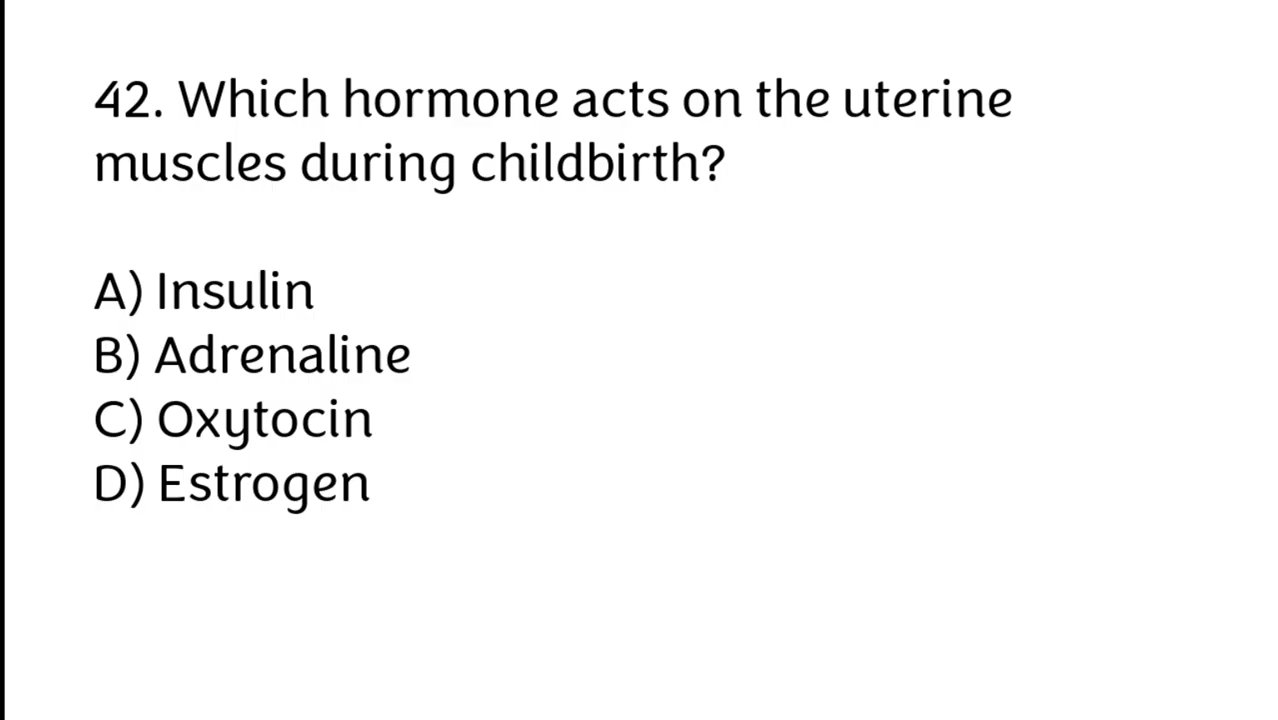 42. Which hormone acts on the uterine
muscles during childbirth?
A) Insulin
B) Adrenaline
C) Oxytocin
D) Estrogen